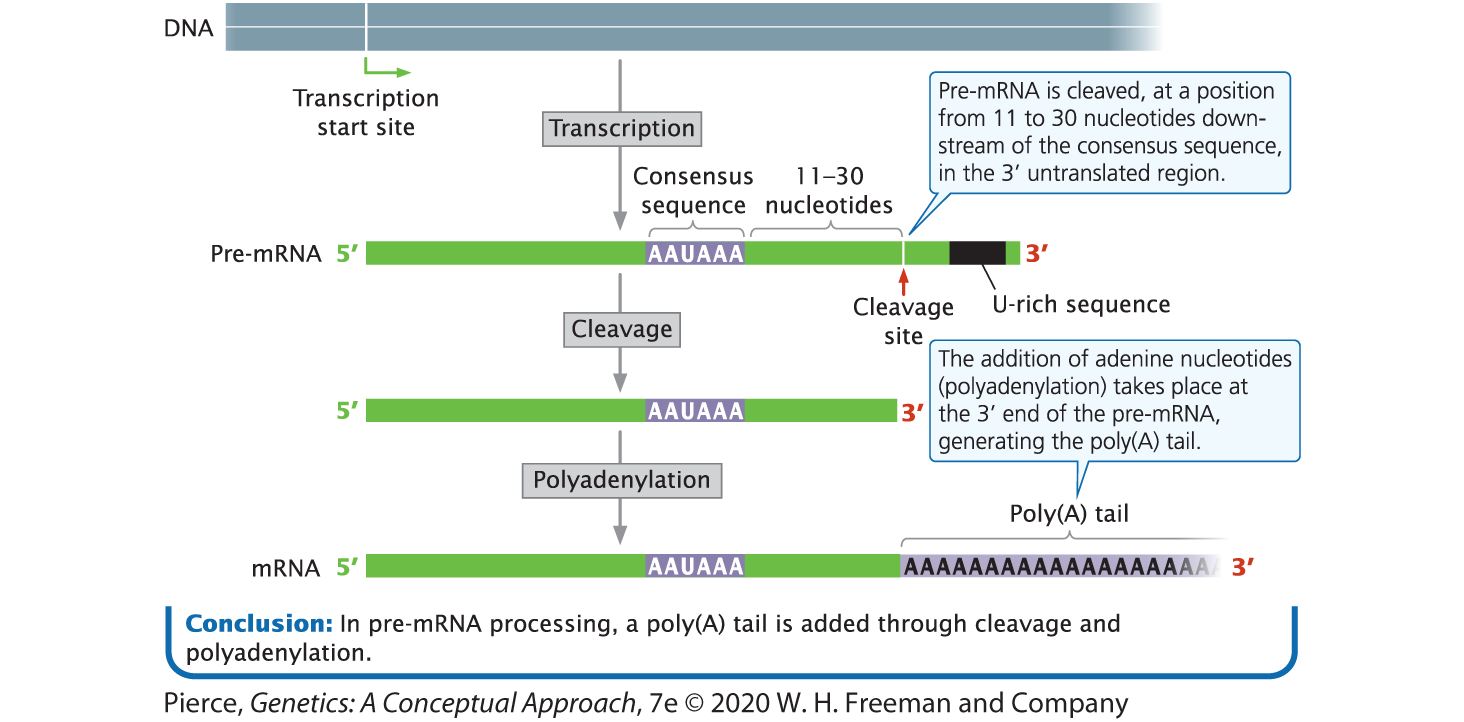 DNA
Transcription
start site
Transcription
Pre-mRNA is cleaved, at a position
from 11 to 30 nucleotides down-
stream of the consensus sequence,
in the 3′ untranslated region.
Consensus
sequence
11–30
nucleotides
Pre-mRNA 5′ AAUAAA 3′
Cleavage
site
U-rich sequence
Cleavage
5′ AAUAAA 3′
The addition of adenine nucleotides
(polyadenylation) takes place at
the 3′ end of the pre-mRNA,
generating the poly(A) tail.
Polyadenylation
Poly(A) tail
mRNA 5′ AAUAAA AAAAAAAAAAAAAAAAAAAA 3′
Conclusion: In pre-mRNA processing, a poly(A) tail is added through cleavage and
polyadenylation.
Pierce, Genetics: A Conceptual Approach, 7e © 2020 W. H. Freeman and Company